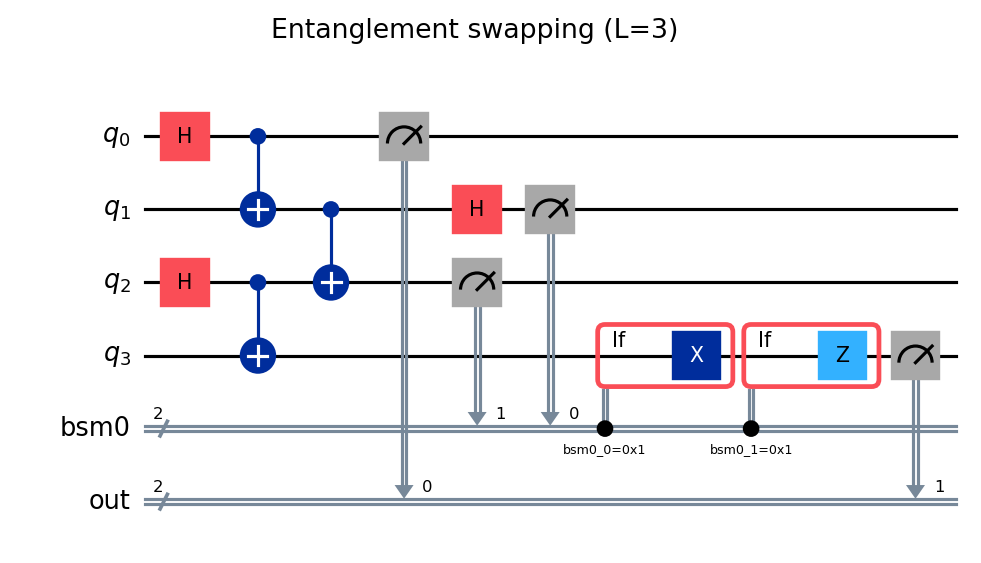 Entanglement swapping (L=3)
q0 H
q1 H
q2 H
q3 If X If Z
bsm0 2 1 0
bsm0_0=0x1 bsm0_1=0x1
out 2 0 1